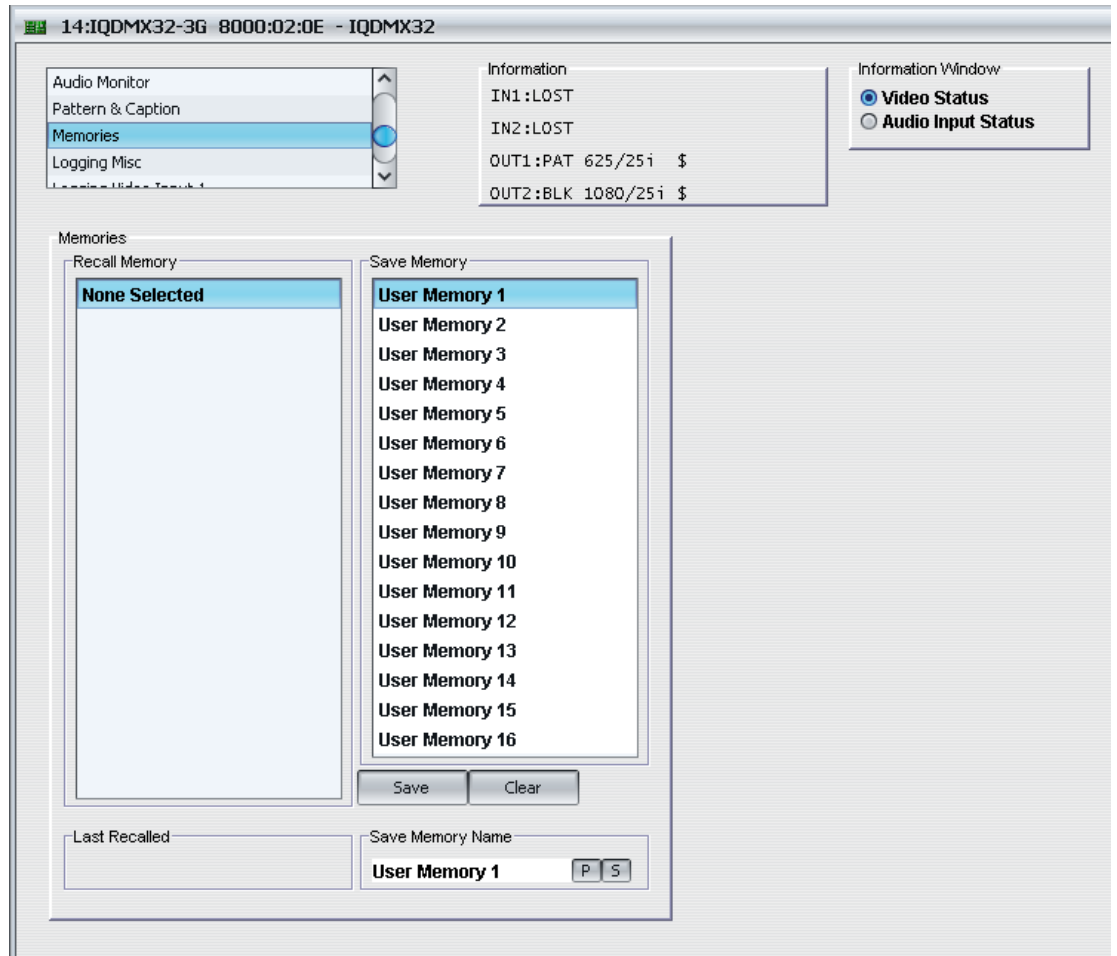 14:IQDMX32-3G 8000:02:0E - IQDMX32
Audio Monitor
Pattern & Caption
Memories
Logging Misc
Logging Video Input 1
Information
IN1:LOST
IN2:LOST
OUT1:PAT 625/25i $
OUT2:BLK 1080/25i $
Information Window
Video Status
Audio Input Status
Memories
Recall Memory
None Selected
Save Memory
User Memory 1
User Memory 2
User Memory 3
User Memory 4
User Memory 5
User Memory 6
User Memory 7
User Memory 8
User Memory 9
User Memory 10
User Memory 11
User Memory 12
User Memory 13
User Memory 14
User Memory 15
User Memory 16
Save Clear
Last Recalled
Save Memory Name
User Memory 1 P S